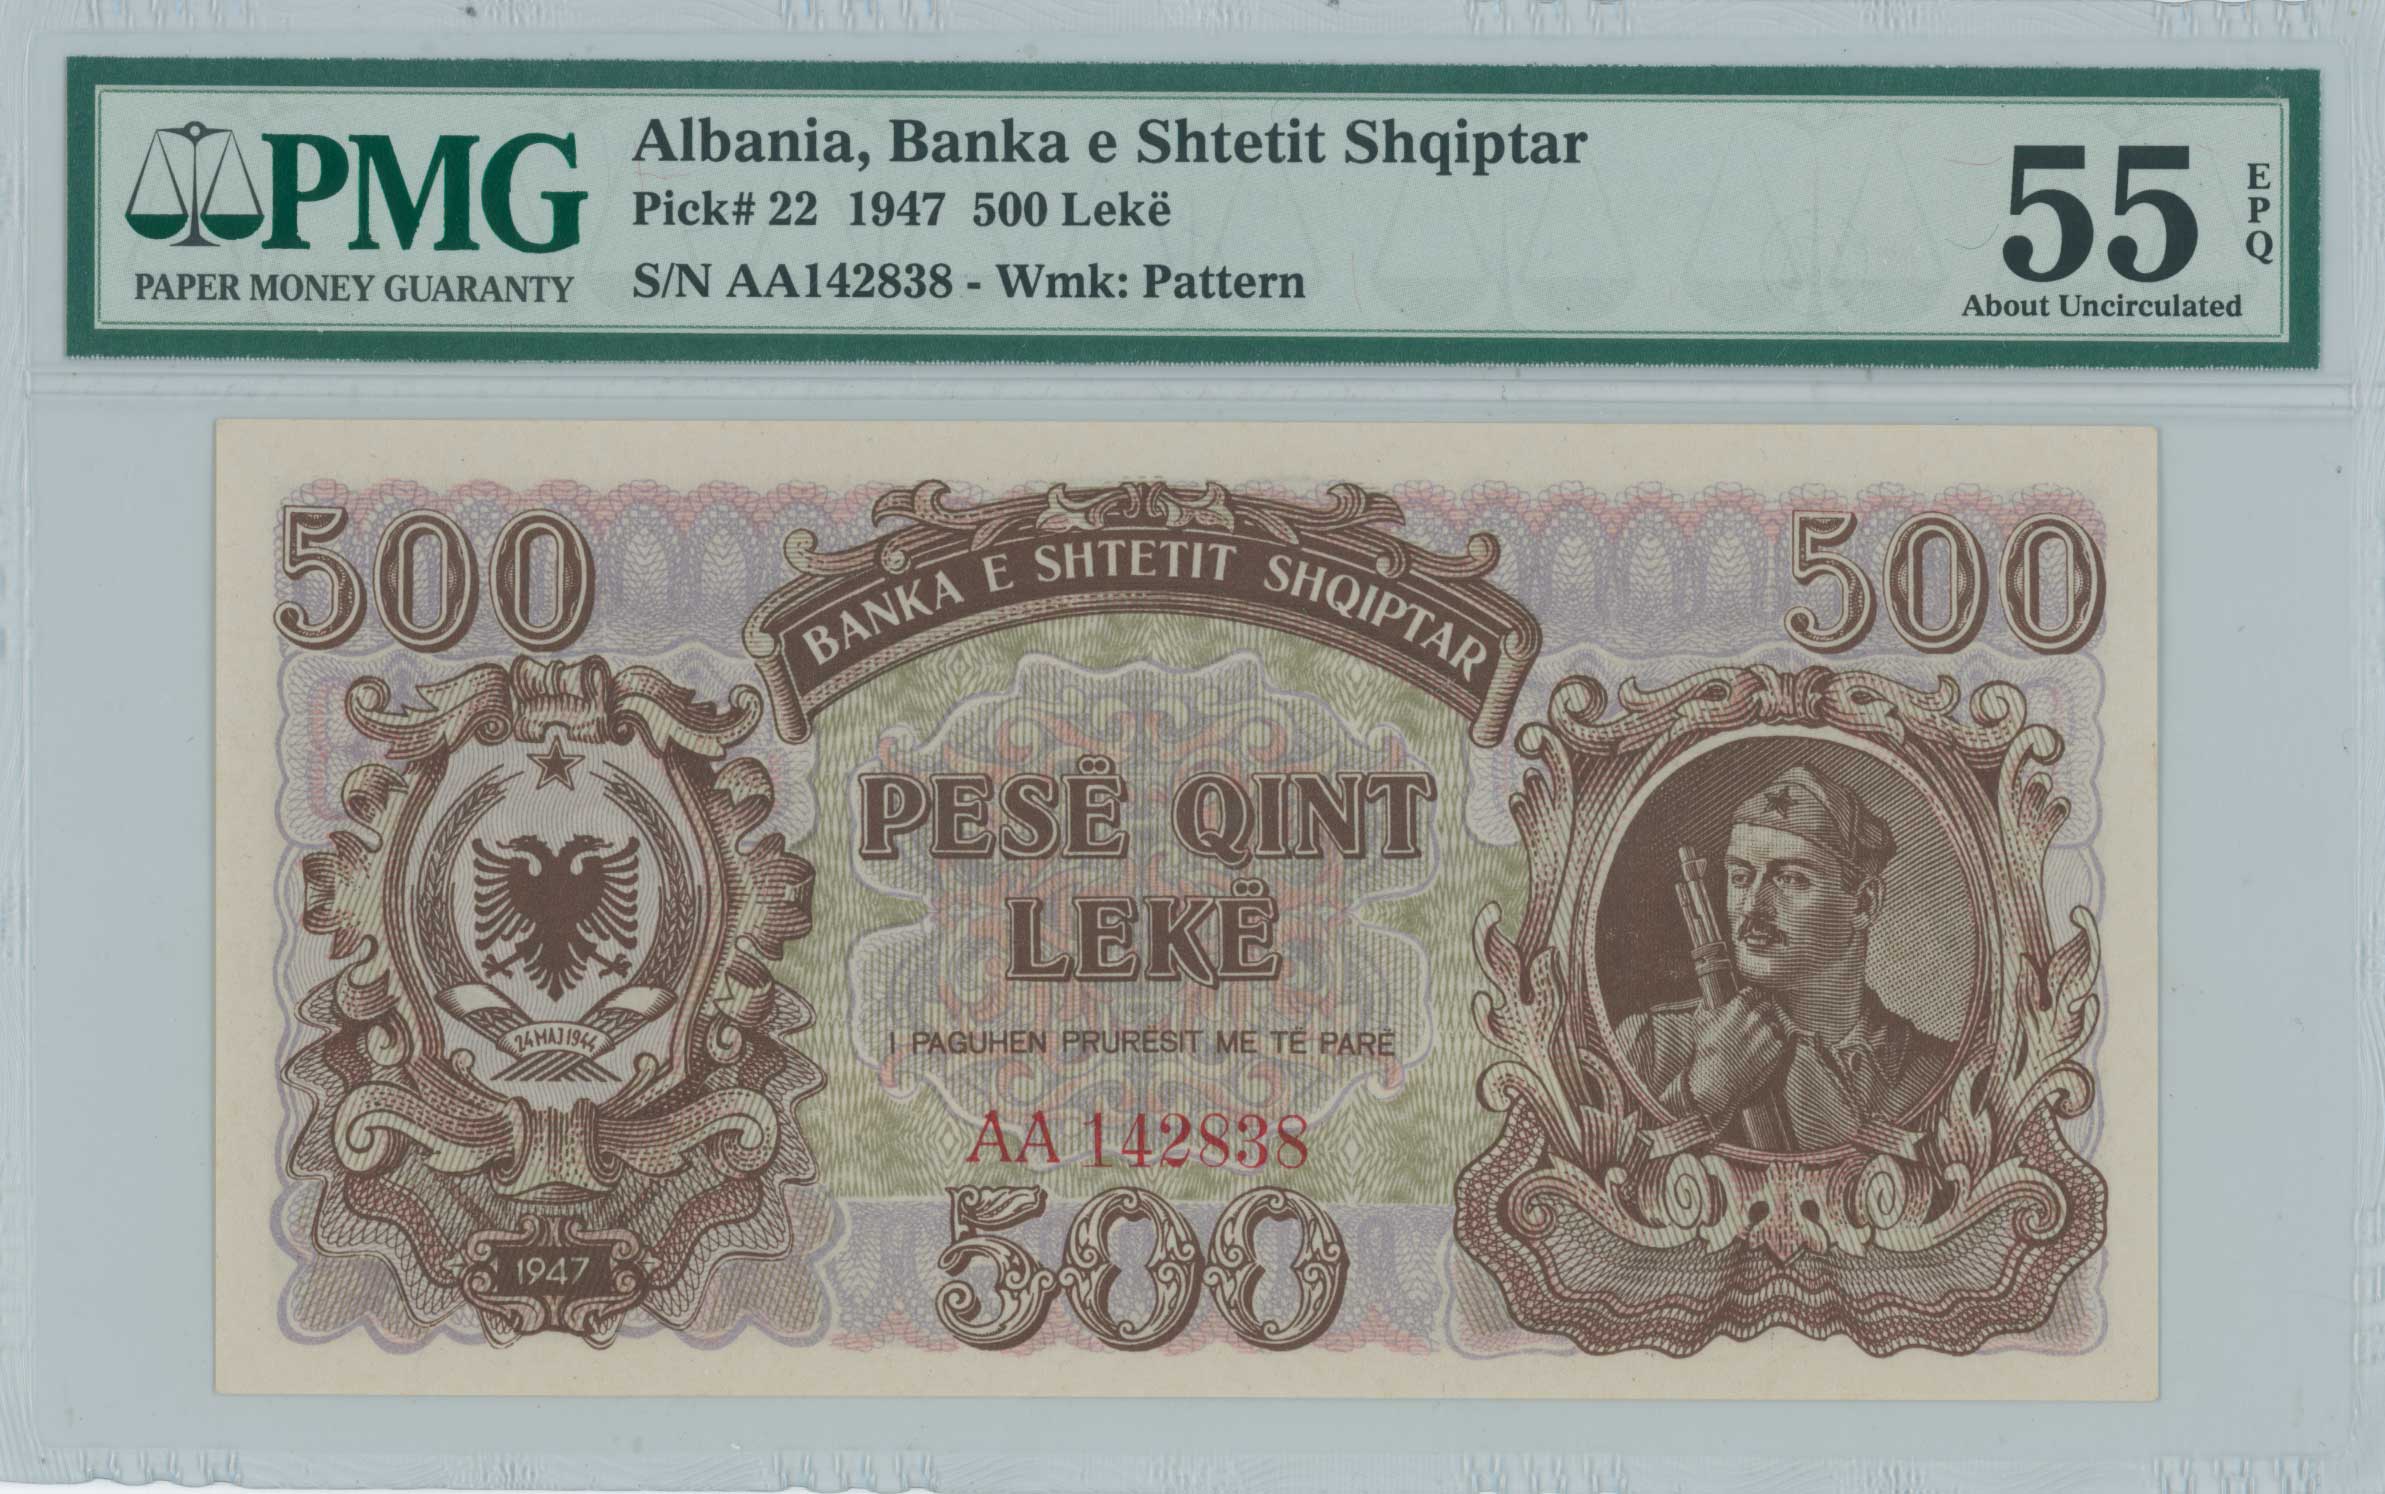 PMG
PAPER MONEY GUARANTY
Albania, Banka e Shtetit Shqiptar
Pick# 22 1947 500 Lekë
S/N AA142838 - Wmk: Pattern
55
EPQ
About Uncirculated
500
500
BANKA E SHTETIT SHQIPTAR
PESË QINT
LEKË
I PAGUHEN PRURËSIT ME TË PARË
24 MAJ 1944
AA 142838
500
1947